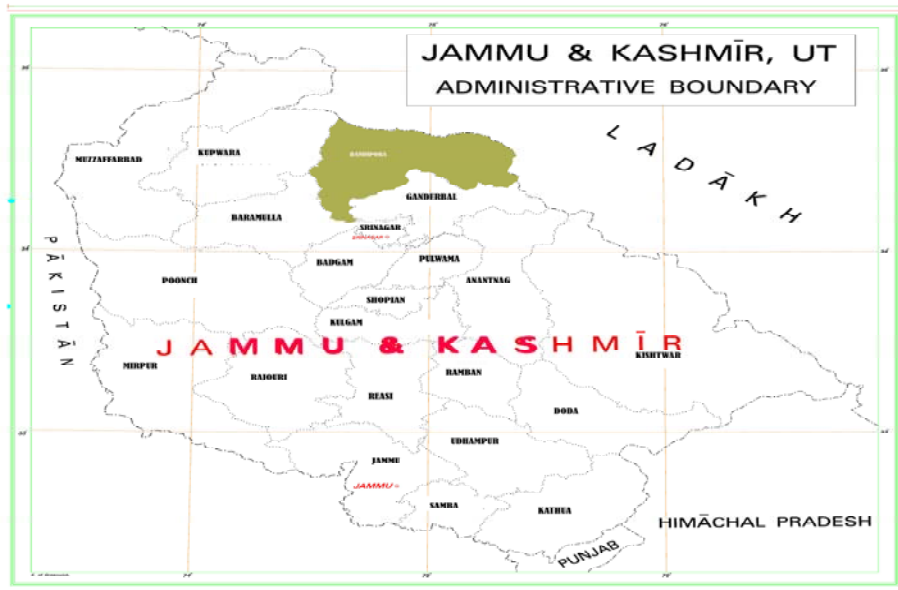 JAMMU & KASHMĪR, UT
ADMINISTRATIVE BOUNDARY
LADĀKH
MUZZAFFARBAD
KUPWARA
BANDIPORA
GANDERBAL
BARAMULLA
SRINAGAR
PĀKISTĀN
BADGAM
PULWAMA
POONCH
ANANTNAG
SHOPIAN
KULGAM
JAMMU & KASHMĪR
KISHTWAR
MIRPUR
RAJOURI
RAMBAN
REASI
DODA
UDHAMPUR
JAMMU
JAMMU
SAMBA
KATHUA
HIMĀCHAL PRADESH
PUNJAB